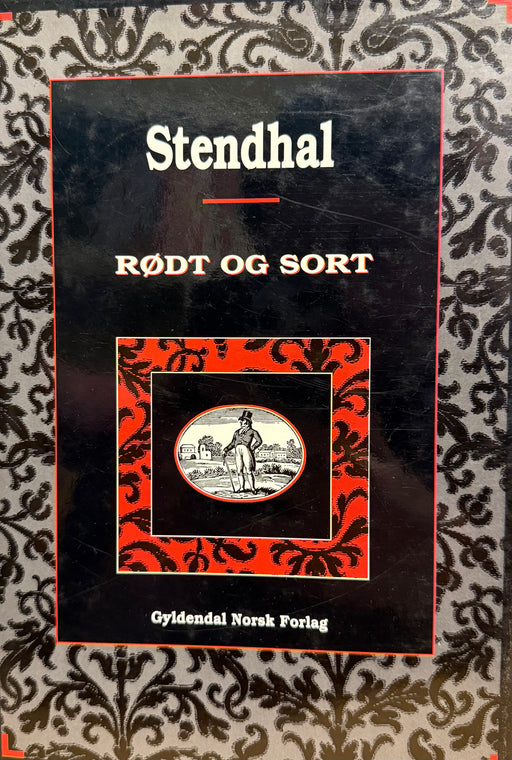 Stendhal
RØDT OG SORT
Gyldendal Norsk Forlag